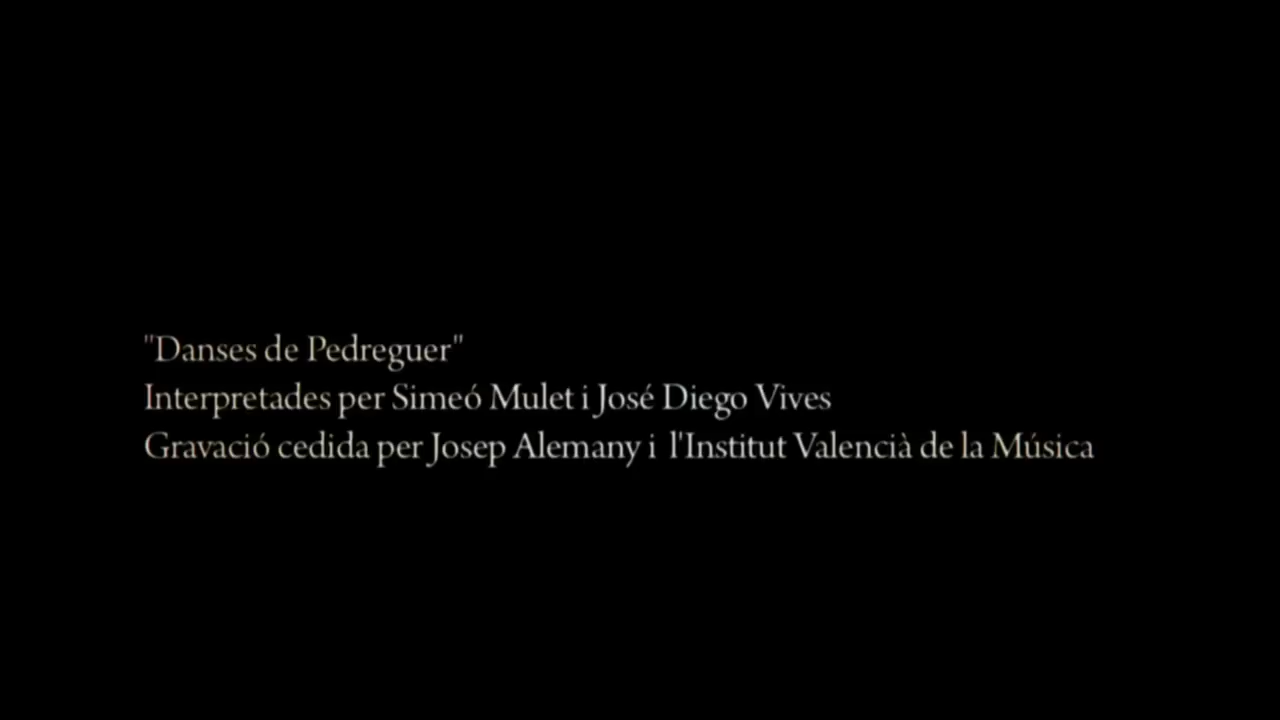 "Danses de Pedreguer"
Interpretades per Simeó Mulet i José Diego Vives
Gravació cedida per Josep Alemany i l'Institut Valencià de la Música